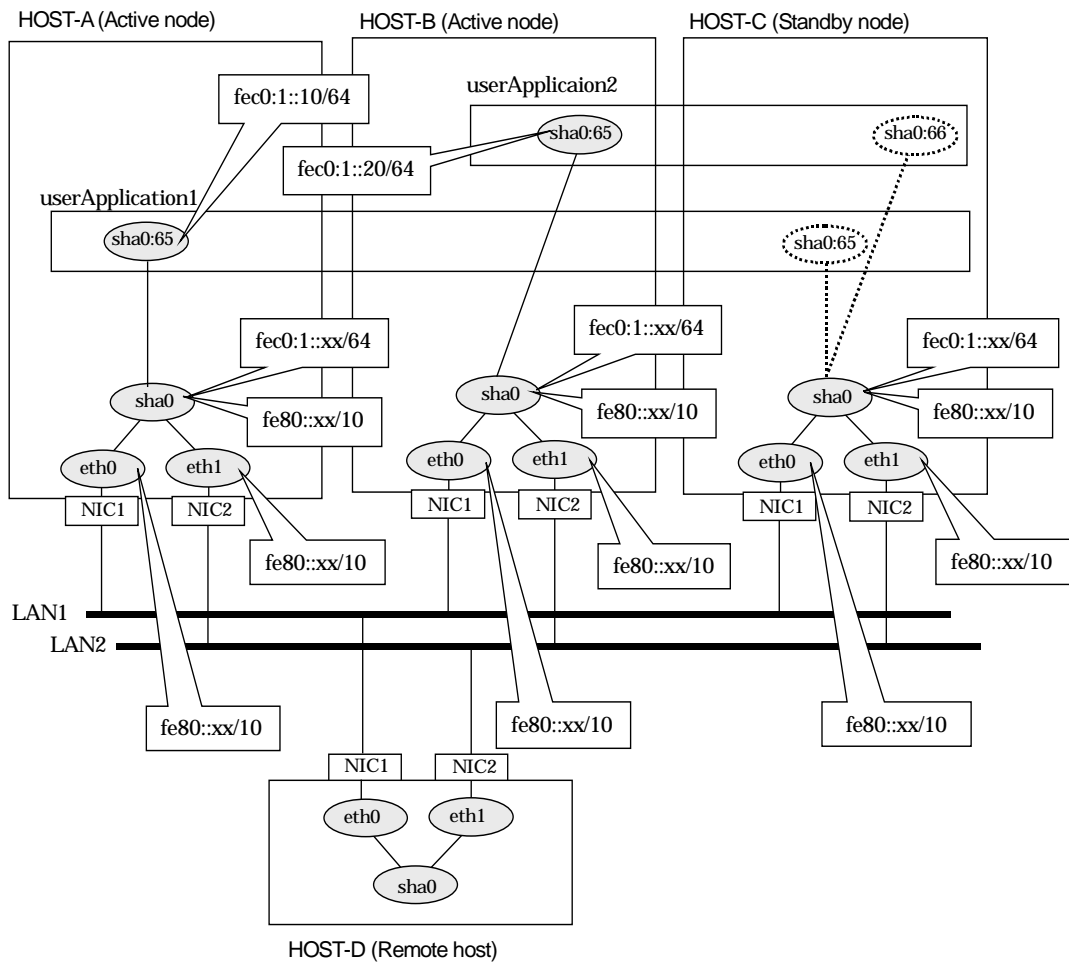 HOST-A (Active node)
HOST-B (Active node)
HOST-C (Standby node)
userApplicaion2
fec0:1::10/64
sha0:65
sha0:66
fec0:1::20/64
userApplication1
sha0:65
sha0:65
fec0:1::xx/64
fec0:1::xx/64
fec0:1::xx/64
sha0
sha0
sha0
fe80::xx/10
fe80::xx/10
fe80::xx/10
eth0
eth1
eth0
eth1
eth0
eth1
NIC1
NIC2
NIC1
NIC2
NIC1
NIC2
fe80::xx/10
fe80::xx/10
fe80::xx/10
LAN1
LAN2
fe80::xx/10
fe80::xx/10
fe80::xx/10
NIC1
NIC2
eth0
eth1
sha0
HOST-D (Remote host)